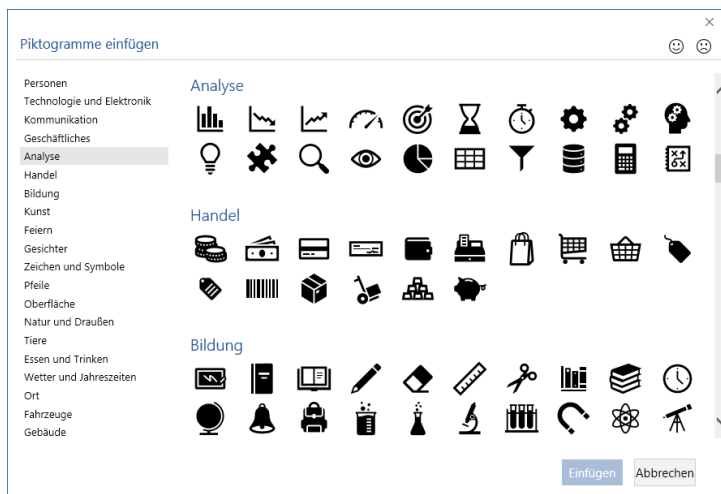 Piktogramme einfügen
Personen
Technologie und Elektronik
Kommunikation
Geschäftliches
Analyse
Handel
Bildung
Kunst
Feiern
Gesichter
Zeichen und Symbole
Pfeile
Oberfläche
Natur und Draußen
Tiere
Essen und Trinken
Wetter und Jahreszeiten
Ort
Fahrzeuge
Gebäude
Analyse
Handel
Bildung
Einfügen
Abbrechen